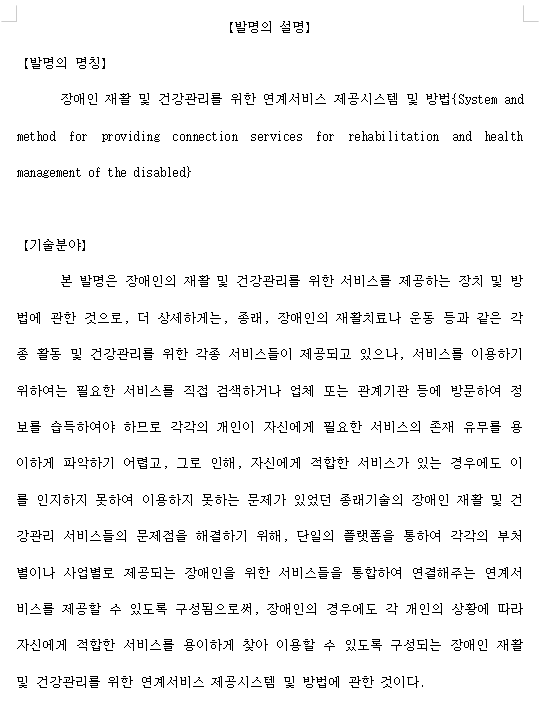 【발명의 설명】
【발명의 명칭】
장애인 재활 및 건강관리를 위한 연계서비스 제공시스템 및 방법{System and
method for providing connection services for rehabilitation and health
management of the disabled}
【기술분야】
본 발명은 장애인의 재활 및 건강관리를 위한 서비스를 제공하는 장치 및 방
법에 관한 것으로, 더 상세하게는, 종래, 장애인의 재활치료나 운동 등과 같은 각
종 활동 및 건강관리를 위한 각종 서비스들이 제공되고 있으나, 서비스를 이용하기
위하여는 필요한 서비스를 직접 검색하거나 업체 또는 관계기관 등에 방문하여 정
보를 습득하여야 하므로 각각의 개인이 자신에게 필요한 서비스의 존재 유무를 용
이하게 파악하기 어렵고, 그로 인해, 자신에게 적합한 서비스가 있는 경우에도 이
를 인지하지 못하여 이용하지 못하는 문제가 있었던 종래기술의 장애인 재활 및 건
강관리 서비스들의 문제점을 해결하기 위해, 단일의 플랫폼을 통하여 각각의 부처
별이나 사업별로 제공되는 장애인을 위한 서비스들을 통합하여 연결해주는 연계서
비스를 제공할 수 있도록 구성됨으로써, 장애인의 경우에도 각 개인의 상황에 따라
자신에게 적합한 서비스를 용이하게 찾아 이용할 수 있도록 구성되는 장애인 재활
및 건강관리를 위한 연계서비스 제공시스템 및 방법에 관한 것이다.